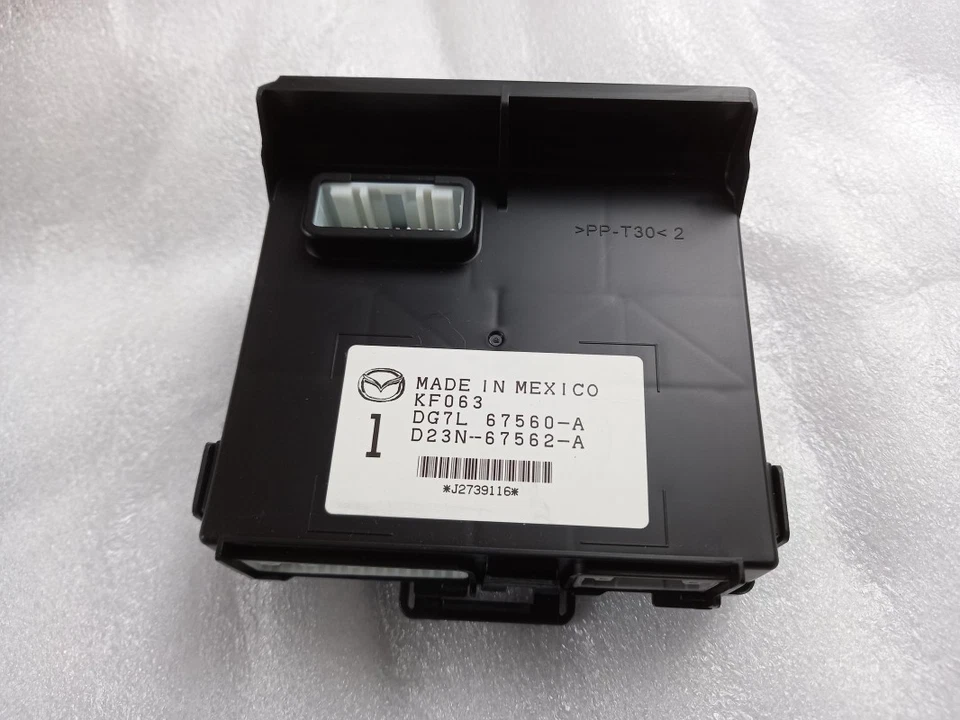 >PP-T30< 2
MADE IN MEXICO
KF063
1
DG7L 67560-A
D23N-67562-A
*J2739116*